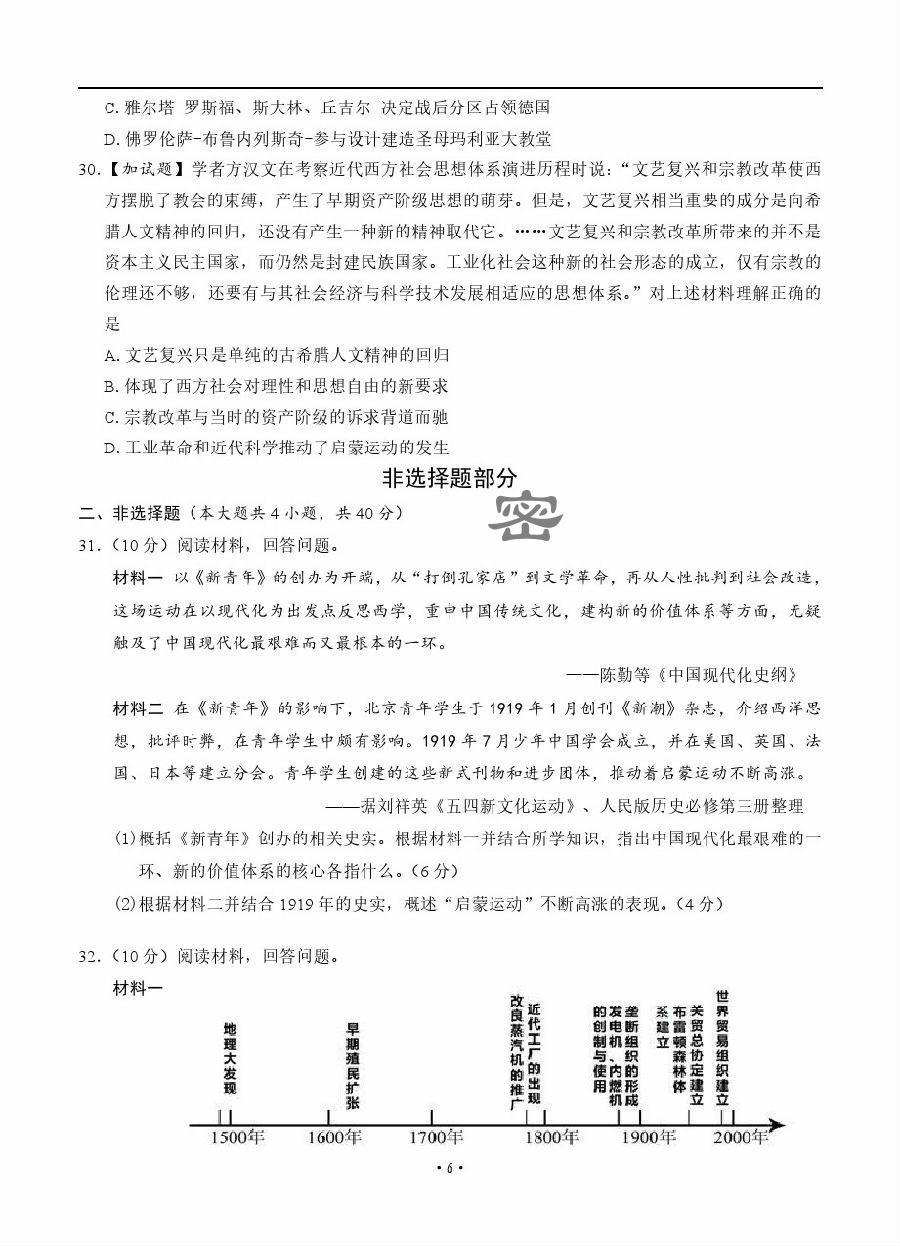 C. 雅尔塔 罗斯福、斯大林、丘吉尔 决定战后分区占领德国
D. 佛罗伦萨-布鲁内列斯奇-参与设计建造圣母玛利亚大教堂
30.【加试题】学者方汉文在考察近代西方社会思想体系演进历程时说：“文艺复兴和宗教改革使西
方摆脱了教会的束缚，产生了早期资产阶级思想的萌芽。但是，文艺复兴相当重要的成分是向希
腊人文精神的回归，还没有产生一种新的精神取代它。……文艺复兴和宗教改革所带来的并不是
资本主义民主国家，而仍然是封建民族国家。工业化社会这种新的社会形态的成立，仅有宗教的
伦理还不够，还要有与其社会经济与科学技术发展相适应的思想体系。”对上述材料理解正确的
是
A. 文艺复兴只是单纯的古希腊人文精神的回归
B. 体现了西方社会对理性和思想自由的新要求
C. 宗教改革与当时的资产阶级的诉求背道而驰
D. 工业革命和近代科学推动了启蒙运动的发生
非选择题部分
二、非选择题（本大题共 4 小题，共 40 分）
密
31.（10 分）阅读材料，回答问题。
材料一 以《新青年》的创办为开端，从“打倒孔家店”到文学革命，再从人性批判到社会改造，
这场运动在以现代化为出发点反思西学，重申中国传统文化，建构新的价值体系等方面，无疑
触及了中国现代化最艰难而又最根本的一环。
——陈勤等《中国现代化史纲》
材料二 在《新青年》的影响下，北京青年学生于 1919 年 1 月创刊《新潮》杂志，介绍西洋思
想，批评时弊，在青年学生中颇有影响。1919 年 7 月少年中国学会成立，并在美国、英国、法
国、日本等建立分会。青年学生创建的这些新式刊物和进步团体，推动着启蒙运动不断高涨。
——据刘祥英《五四新文化运动》、人民版历史必修第三册整理
(1)概括《新青年》创办的相关史实。根据材料一并结合所学知识，指出中国现代化最艰难的一
环、新的价值体系的核心各指什么。（6 分）
(2)根据材料二并结合 1919 年的史实，概述“启蒙运动”不断高涨的表现。（4 分）
32.（10 分）阅读材料，回答问题。
材料一
地理大发现
早期殖民扩张
改良蒸汽机的推广
近代工厂的出现
发电机、内燃机的创制与使用
垄断组织的形成
布雷顿森林体系建立
关贸总协定建立
世界贸易组织建立
1500年 1600年 1700年 1800年 1900年 2000年
·6·